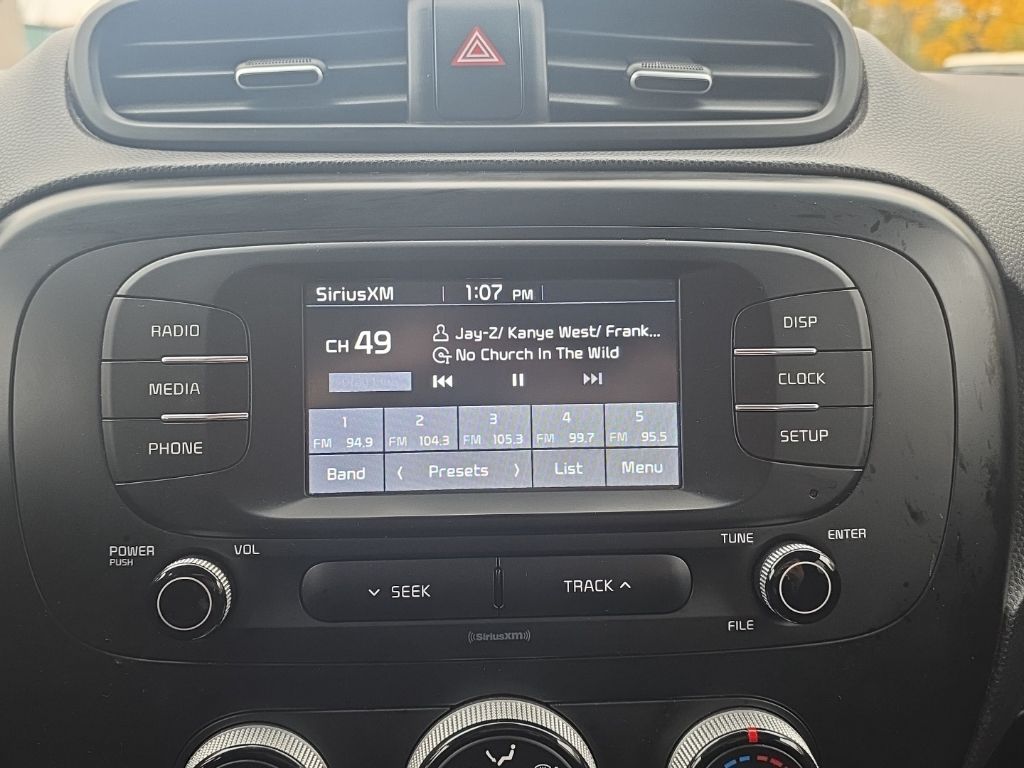 SiriusXM 1:07 PM
CH 49
Jay-Z/ Kanye West/ Frank...
No Church In The Wild
1 2 3 4 5
FM 94.9 FM 104.3 FM 105.3 FM 99.7 FM 95.5
Band Presets List Menu
RADIO
MEDIA
PHONE
DISP
CLOCK
SETUP
POWER
PUSH
VOL
SEEK
TRACK
TUNE
ENTER
FILE
((SiriusXM))